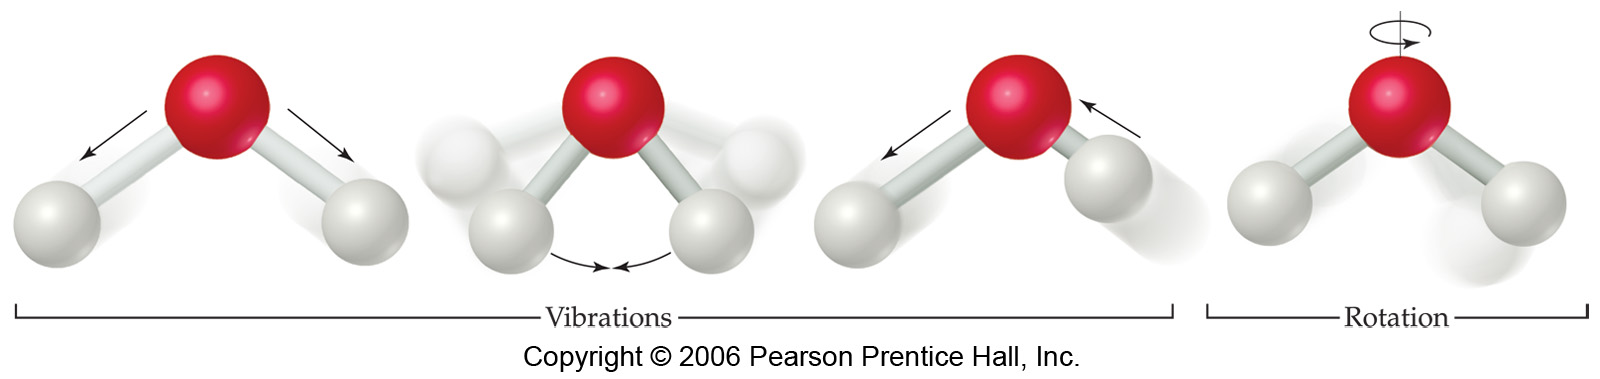 Vibrations
Rotation
Copyright © 2006 Pearson Prentice Hall, Inc.